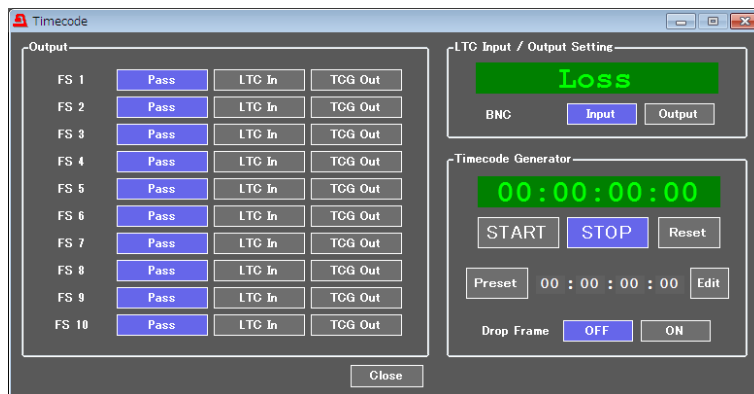 Timecode
Output
FS 1 Pass LTC In TCG Out
FS 2 Pass LTC In TCG Out
FS 3 Pass LTC In TCG Out
FS 4 Pass LTC In TCG Out
FS 5 Pass LTC In TCG Out
FS 6 Pass LTC In TCG Out
FS 7 Pass LTC In TCG Out
FS 8 Pass LTC In TCG Out
FS 9 Pass LTC In TCG Out
FS 10 Pass LTC In TCG Out
LTC Input / Output Setting
Loss
BNC Input Output
Timecode Generator
00:00:00:00
START STOP Reset
Preset 00 : 00 : 00 : 00 Edit
Drop Frame OFF ON
Close